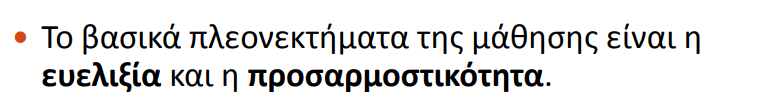 • Το βασικά πλεονεκτήματα της μάθησης είναι η
ευελιξία και η προσαρμοστικότητα.